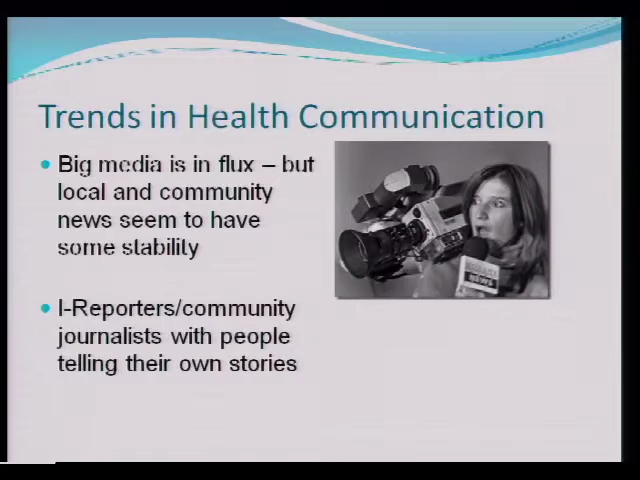 Trends in Health Communication
Big media is in flux – but
local and community
news seem to have
some stability
I-Reporters/community
journalists with people
telling their own stories
NEWS